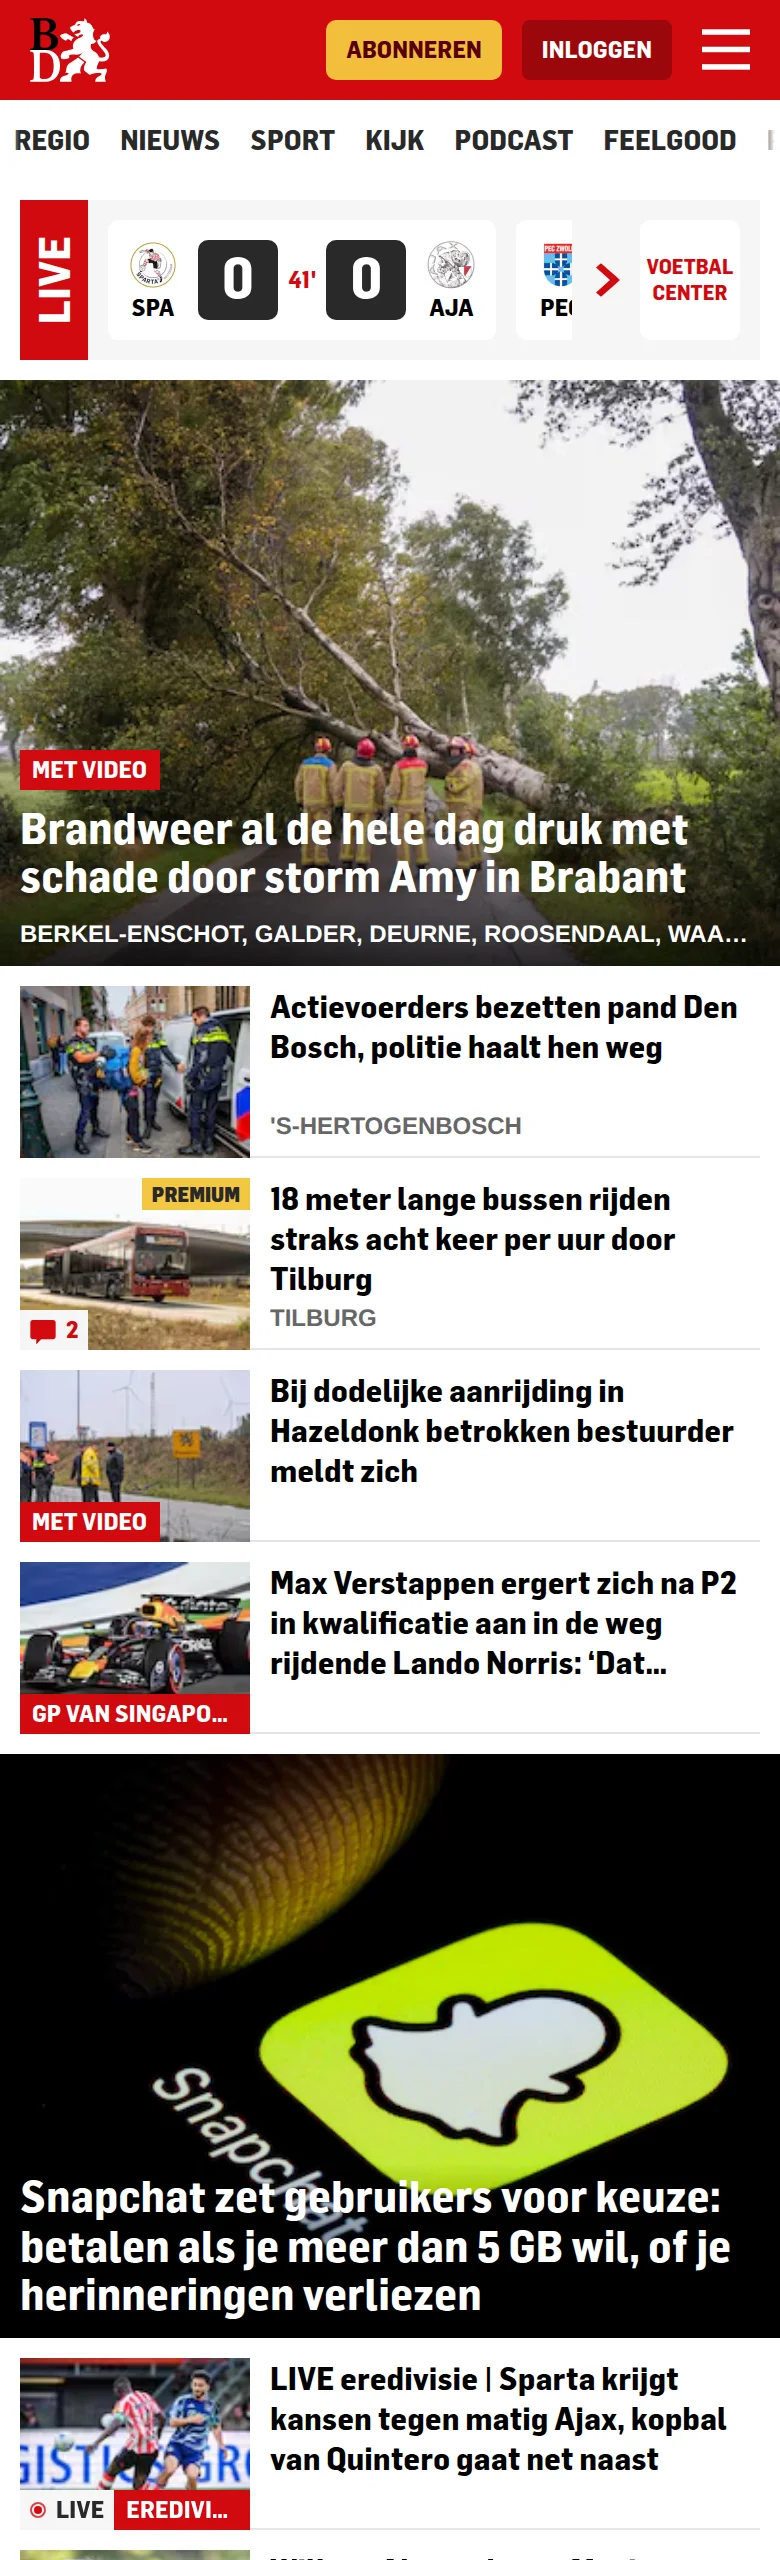 B
D
ABONNEREN
INLOGGEN
REGIO NIEUWS SPORT KIJK PODCAST FEELGOOD
LIVE
SPARTA
SPA
0
41'
0
AJA
PEC ZWOLLE
PEC
VOETBAL
CENTER
MET VIDEO
Brandweer al de hele dag druk met
schade door storm Amy in Brabant
BERKEL-ENSCHOT, GALDER, DEURNE, ROOSENDAAL, WAA...
Actievoerders bezetten pand Den
Bosch, politie haalt hen weg
'S-HERTOGENBOSCH
PREMIUM
2
18 meter lange bussen rijden
straks acht keer per uur door
Tilburg
TILBURG
MET VIDEO
Bij dodelijke aanrijding in
Hazeldonk betrokken bestuurder
meldt zich
ORACLE
GP VAN SINGAPO...
Max Verstappen ergert zich na P2
in kwalificatie aan in de weg
rijdende Lando Norris: ‘Dat...
Snapchat
Snapchat zet gebruikers voor keuze:
betalen als je meer dan 5 GB wil, of je
herinneringen verliezen
GISTICS GRO
LIVE
EREDIVI...
LIVE eredivisie | Sparta krijgt
kansen tegen matig Ajax, kopbal
van Quintero gaat net naast